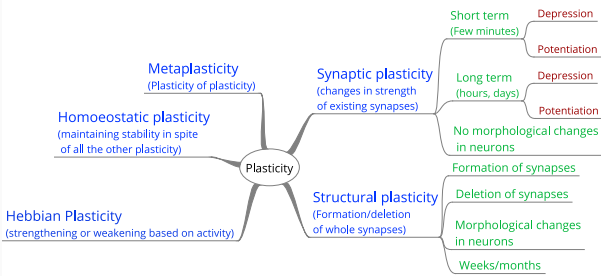 Plasticity
Metaplasticity
(Plasticity of plasticity)
Homoeostatic plasticity
(maintaining stability in spite
of all the other plasticity)
Hebbian Plasticity
(strengthening or weakening based on activity)
Synaptic plasticity
(changes in strength
of existing synapses)
Short term
(Few minutes)
Depression
Potentiation
Long term
(hours, days)
Depression
Potentiation
No morphological changes
in neurons
Structural plasticity
(Formation/deletion
of whole synapses)
Formation of synapses
Deletion of synapses
Morphological changes
in neurons
Weeks/months